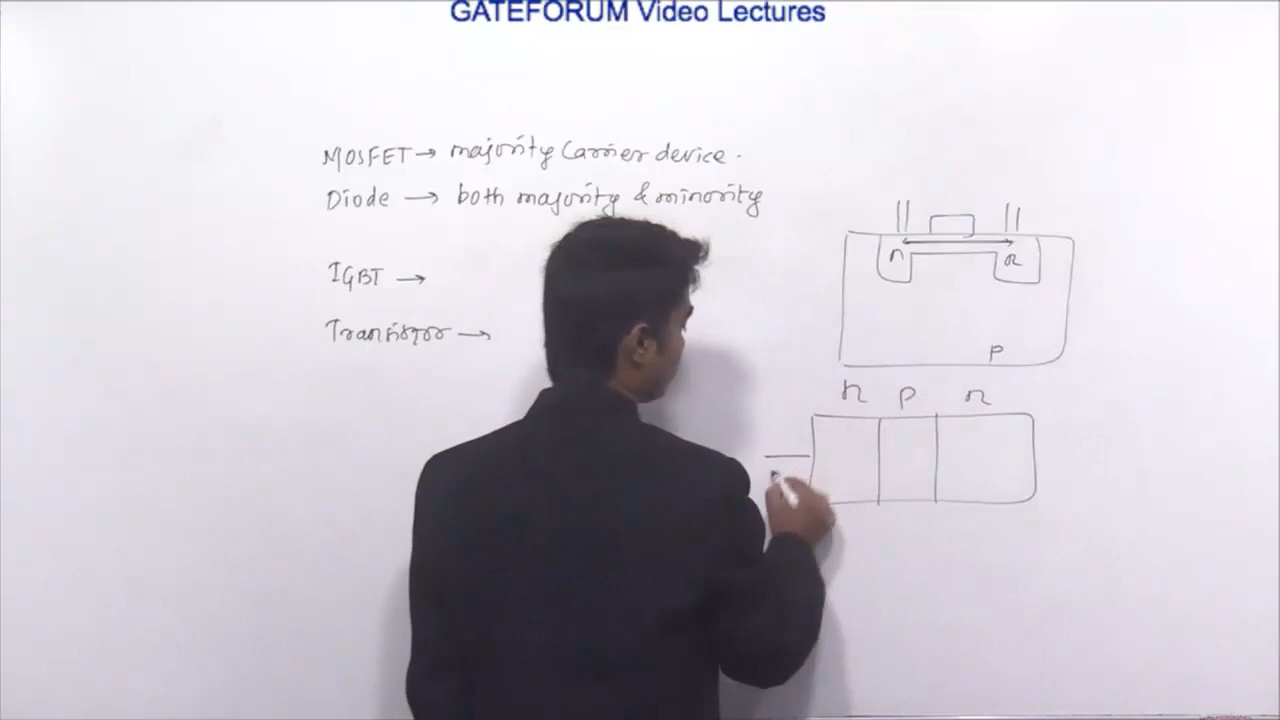 GATEFORUM Video Lectures
MOSFET → majority Carrier device.
Diode → both majority & minority
IGBT →
Transistor →
n n
p
n p n